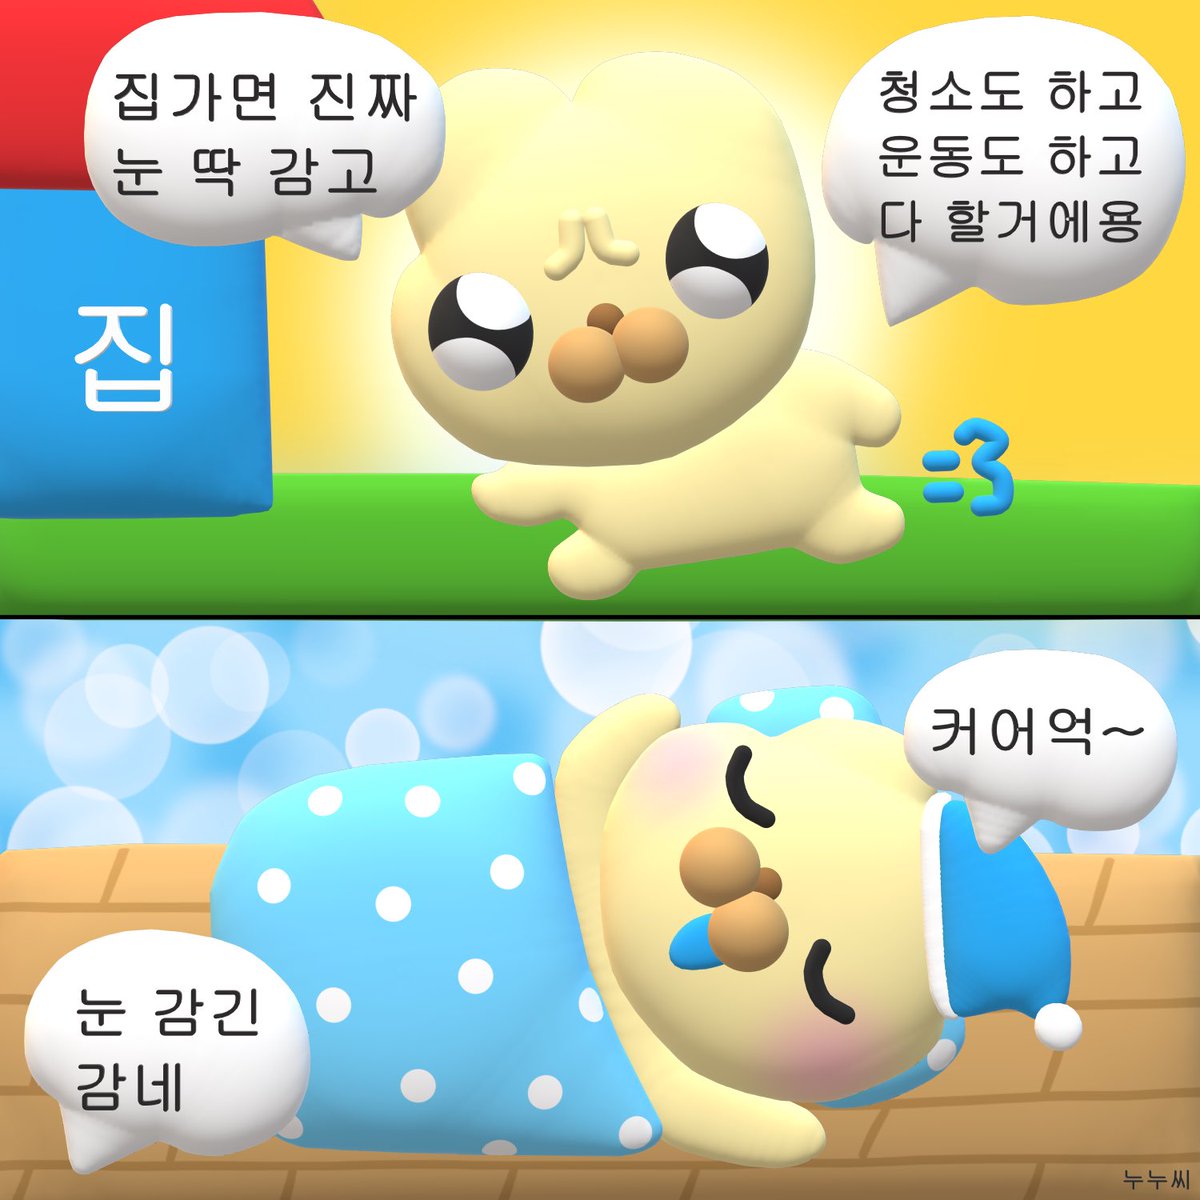 집가면 진짜
눈 딱 감고
청소도 하고
운동도 하고
다 할거에용
집
커어억~
눈 감긴
감네
누누씨